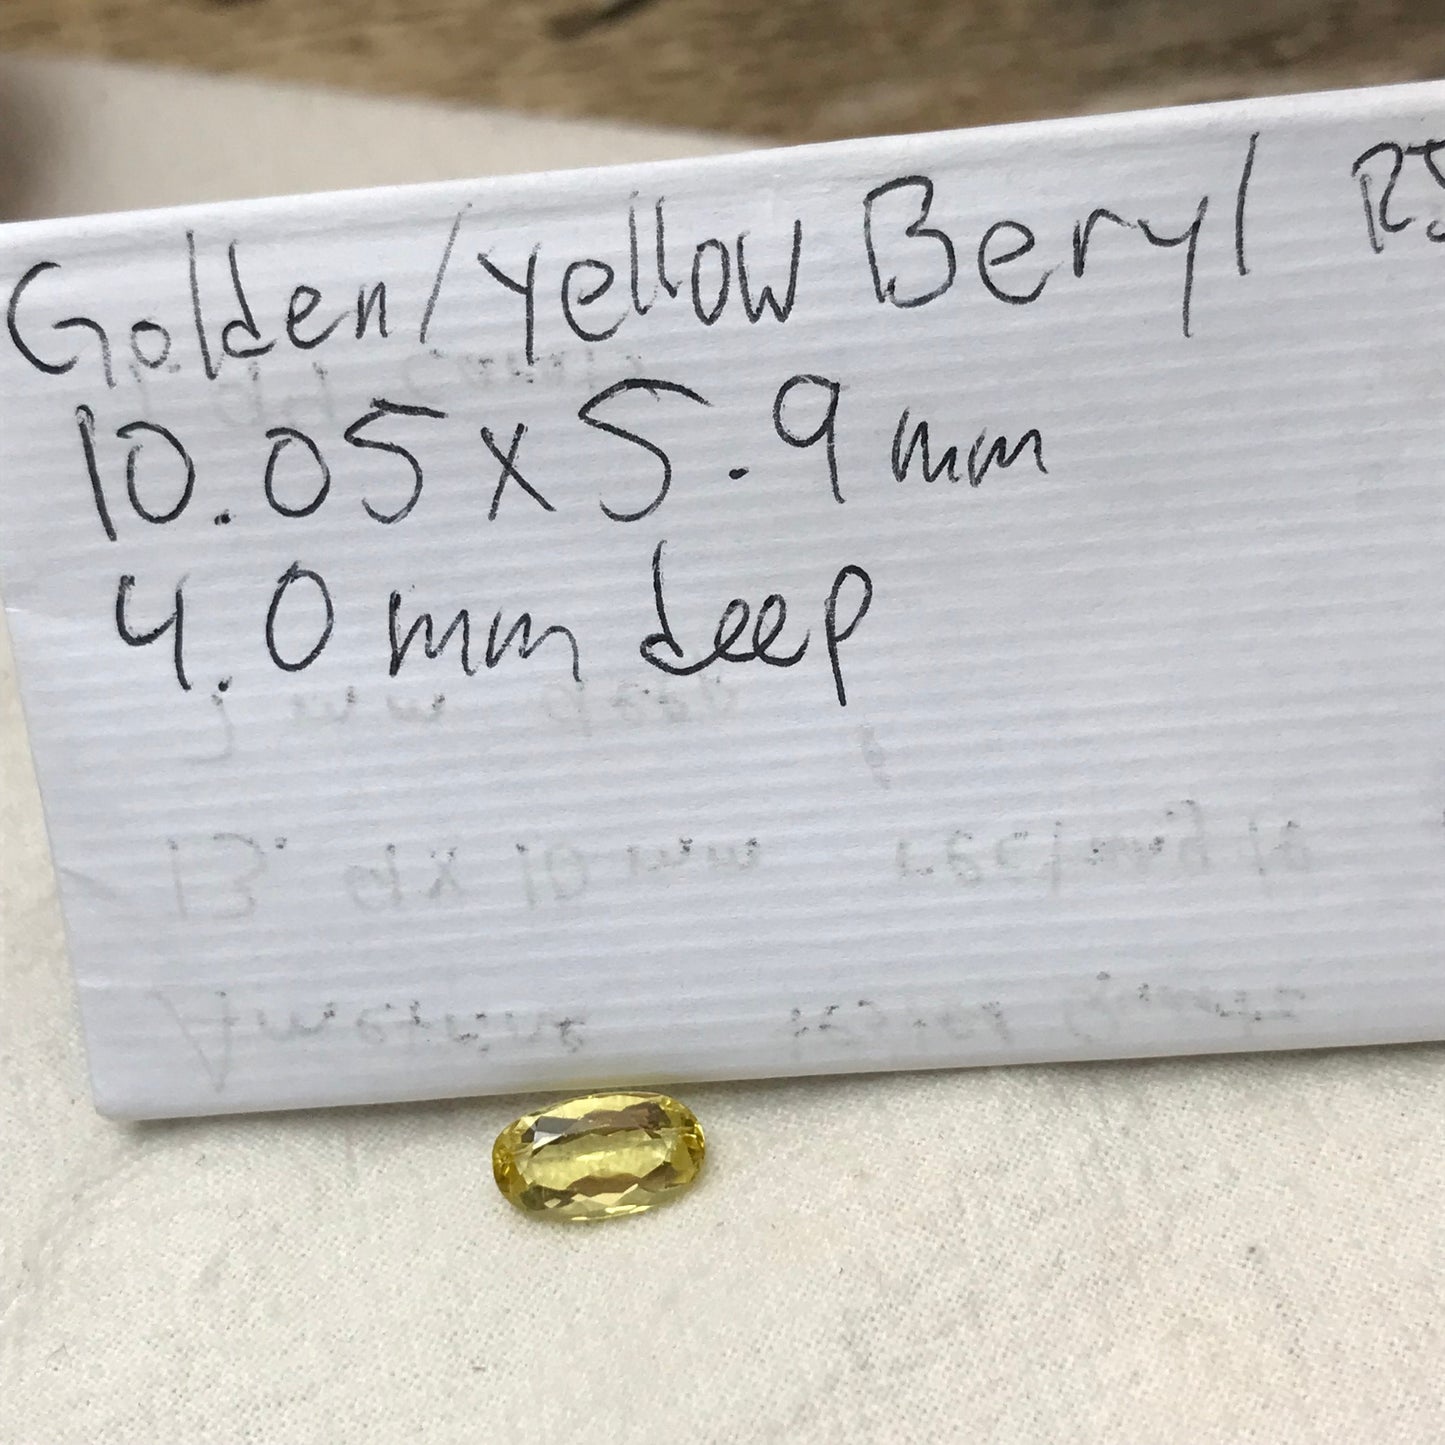 Golden/yellow Beryl
10.05 x 5.9 mm
4.0 mm deep